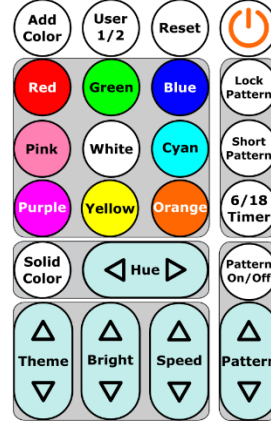 Add
Color
User
1/2
Reset
Red
Green
Blue
Lock
Pattern
Pink
White
Cyan
Short
Pattern
Purple
Yellow
Orange
6/18
Timer
Solid
Color
Hue
Pattern
On/Off
Theme
Bright
Speed
Pattern